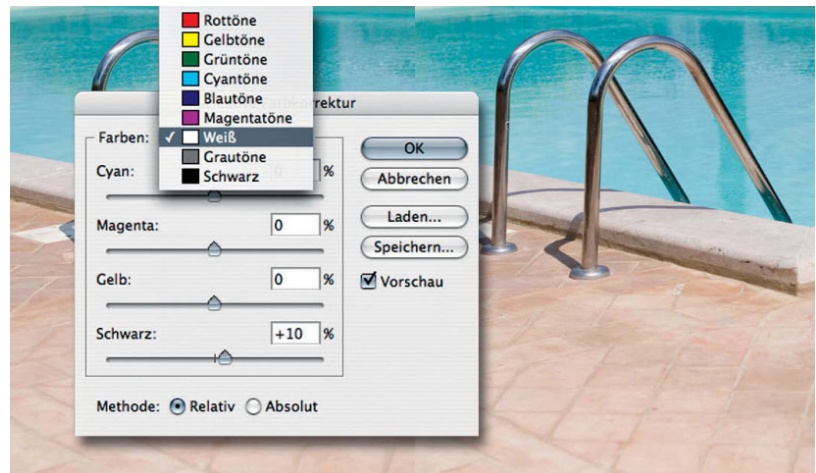 Rottöne
Gelbtöne
Grüntöne
Cyantöne
Blautöne
Magentatöne
Farben: ✓ Weiß
Grautöne
Schwarz
OK
Cyan: %
Abbrechen
Magenta: 0 %
Laden...
Speichern...
Gelb: 0 %
Vorschau
Schwarz: +10 %
Methode: Relativ Absolut